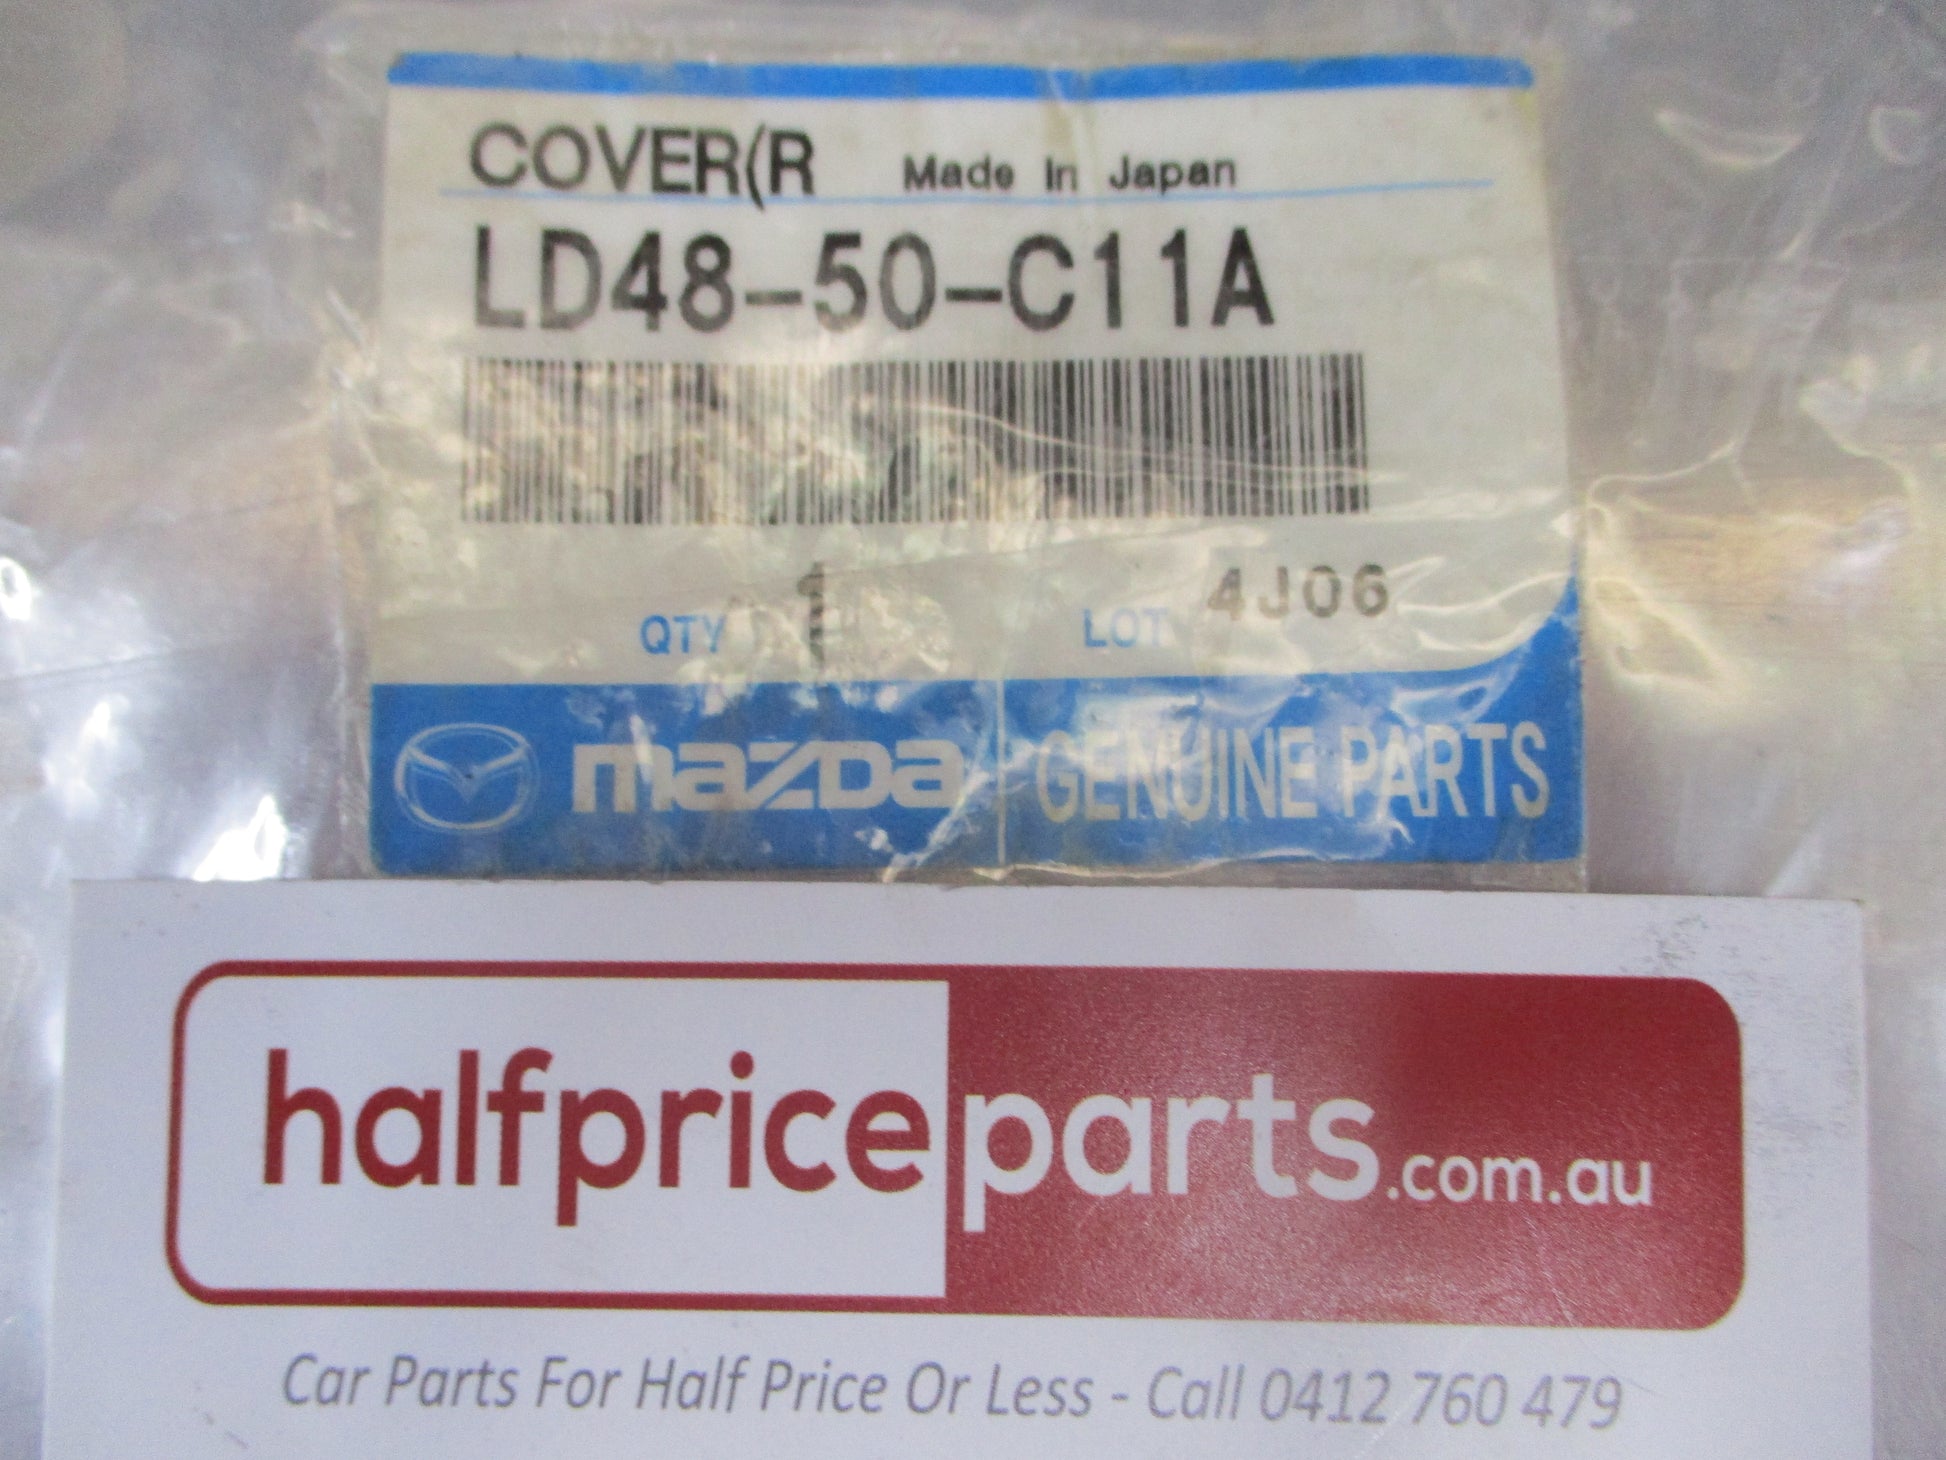 COVER(R Made In Japan
LD48-50-C11A
QTY 1 LOT 4J06
mazda GENUINE PARTS
halfpriceparts.com.au
Car Parts For Half Price Or Less - Call 0412 760 479